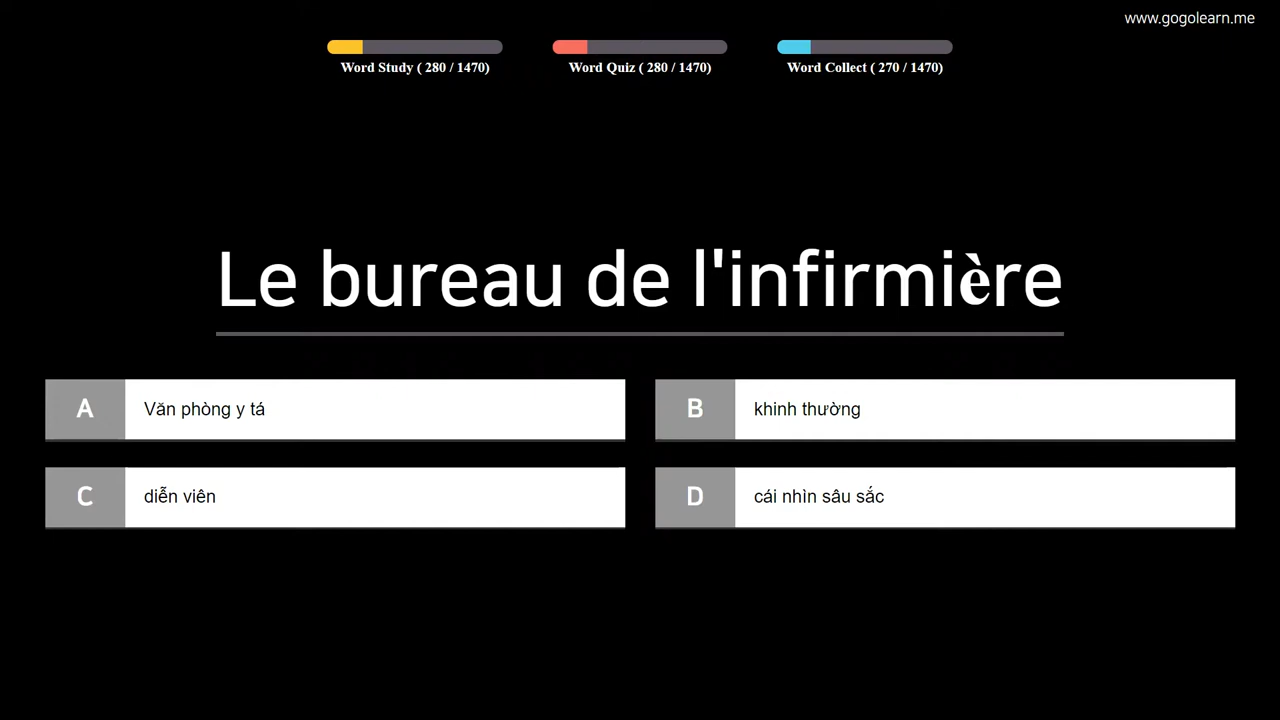 www.gogolearn.me
Word Study ( 280 / 1470)
Word Quiz ( 280 / 1470)
Word Collect ( 270 / 1470)
Le bureau de l'infirmière
A Văn phòng y tá
B khinh thường
C diễn viên
D cái nhìn sâu sắc